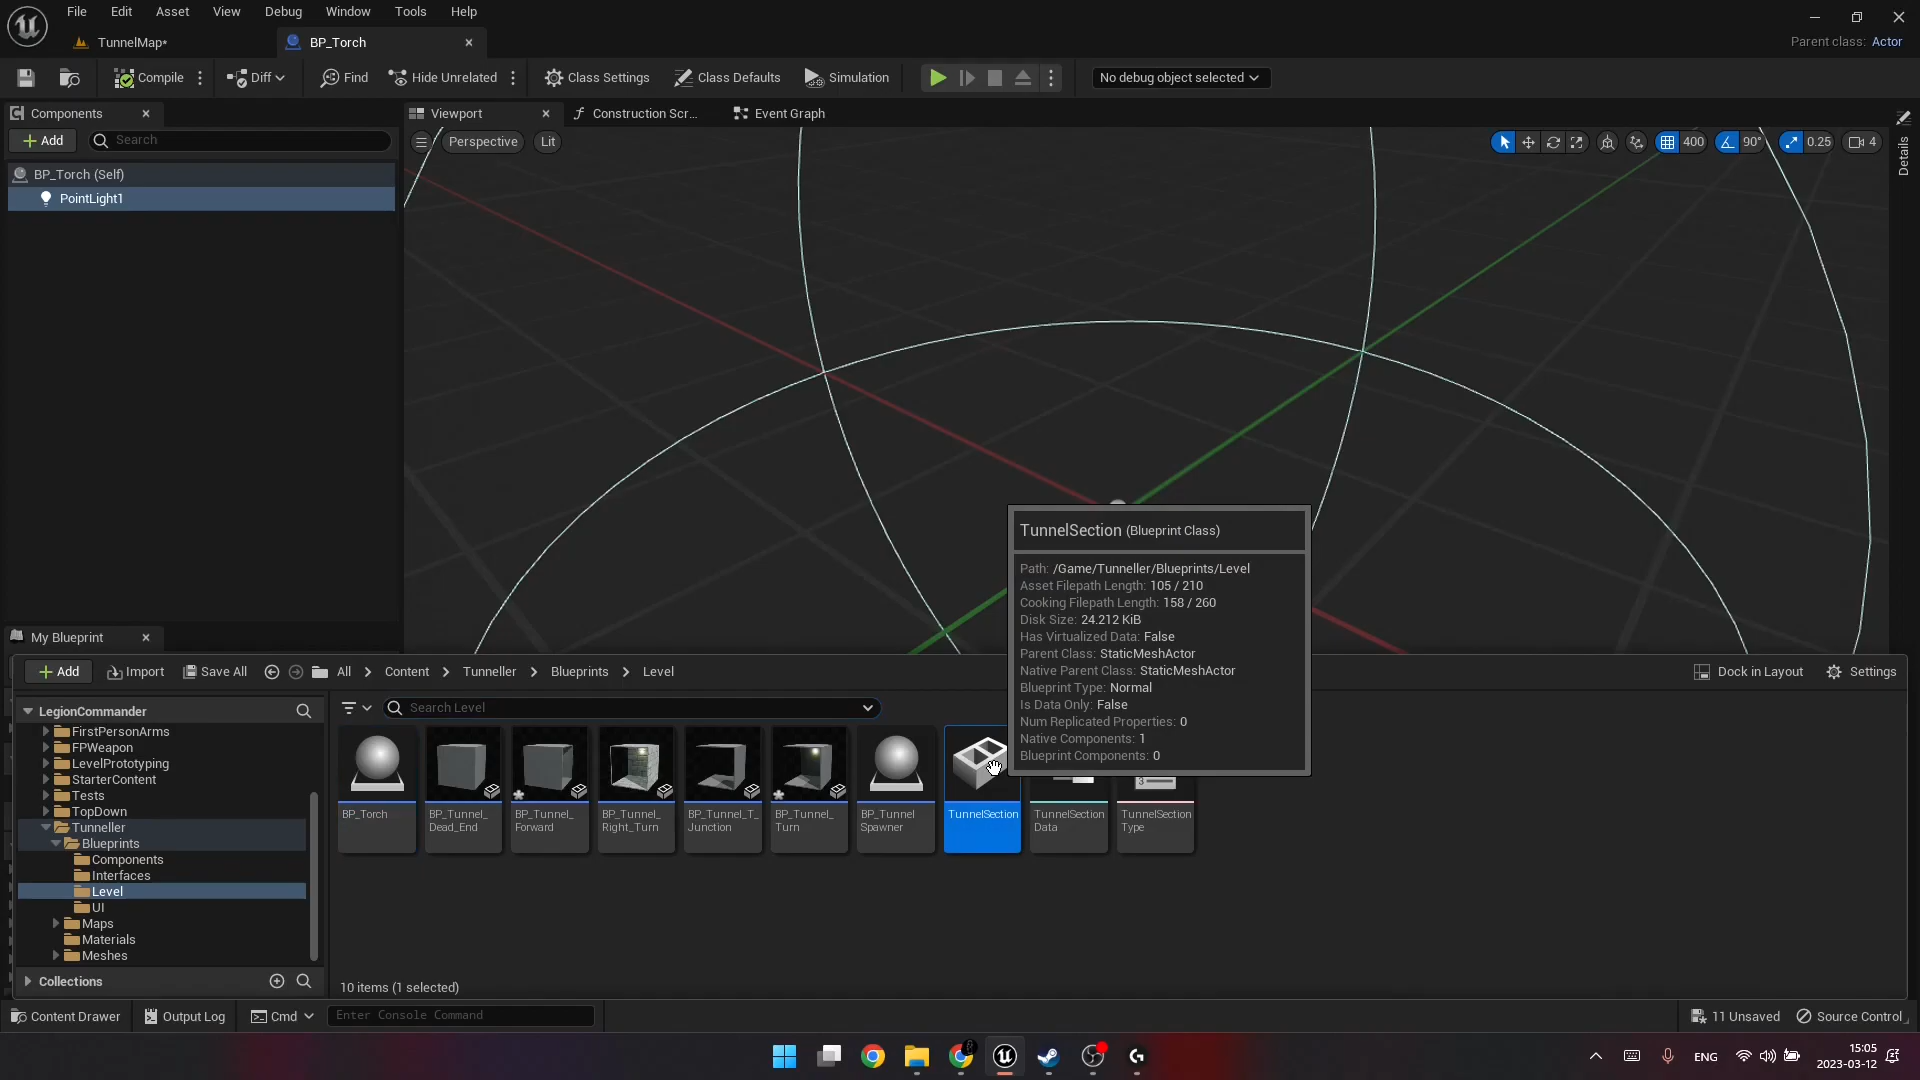 File Edit Asset View Debug Window Tools Help
TunnelMap*
BP_Torch
Parent class: Actor
Compile
Diff
Find
Hide Unrelated
Class Settings
Class Defaults
Simulation
No debug object selected
Components
Viewport
Construction Scr...
Event Graph
Add
Search
Perspective
Lit
400
90°
0.25
4
Details
BP_Torch (Self)
PointLight1
TunnelSection (Blueprint Class)
Path: /Game/Tunneller/Blueprints/Level
Asset Filepath Length: 105 / 210
Cooking Filepath Length: 158 / 260
Disk Size: 24.212 KiB
Has Virtualized Data: False
Parent Class: StaticMeshActor
Native Parent Class: StaticMeshActor
Blueprint Type: Normal
Is Data Only: False
Num Replicated Properties: 0
Native Components: 1
Blueprint Components: 0
My Blueprint
Add
Import
Save All
All
Content
Tunneller
Blueprints
Level
Dock in Layout
Settings
LegionCommander
Search Level
FirstPersonArms
FPWeapon
LevelPrototyping
StarterContent
Tests
TopDown
Tunneller
Blueprints
Components
Interfaces
Level
UI
Maps
Materials
Meshes
Collections
BP_Torch
BP_Tunnel_
Dead_End
BP_Tunnel_
Forward
BP_Tunnel_
Right_Turn
BP_Tunnel_T_
Junction
BP_Tunnel_
Turn
BP_Tunnel
Spawner
TunnelSection
TunnelSection
Data
TunnelSection
Type
3
10 items (1 selected)
Content Drawer
Output Log
Cmd
Enter Console Command
11 Unsaved
Source Control
ENG
15:05
2023-03-12